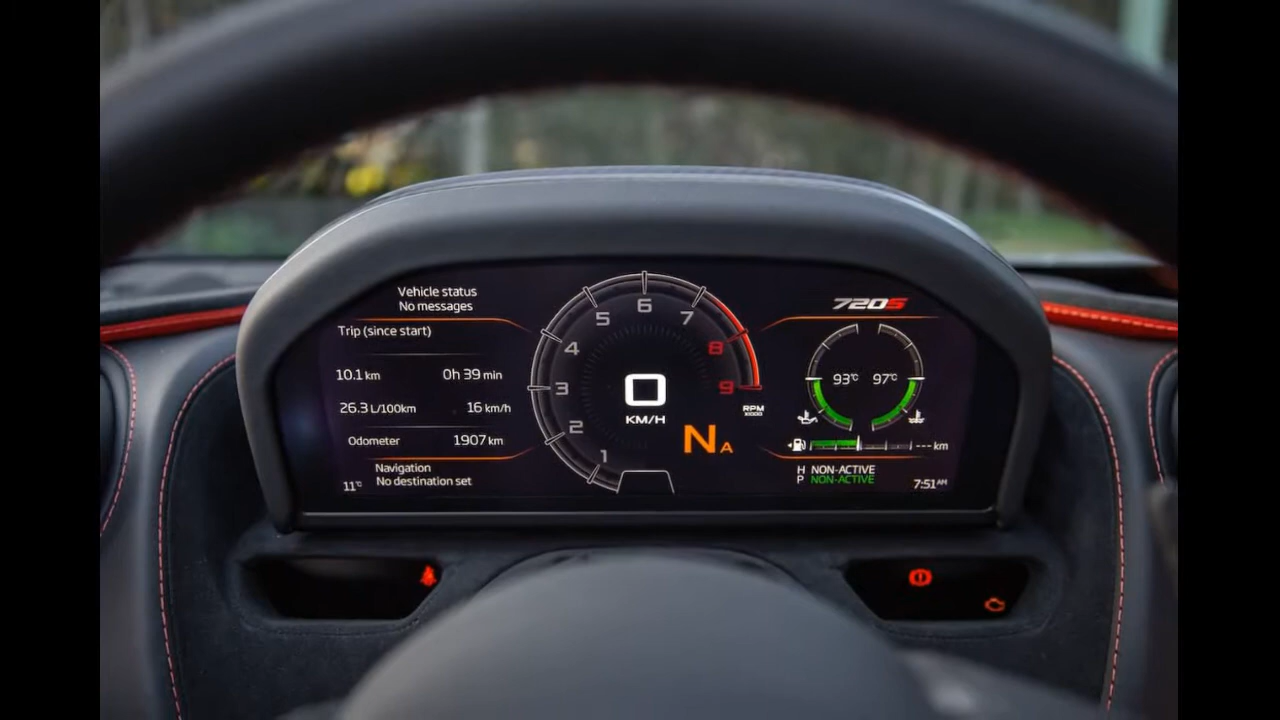 Vehicle status
No messages
Trip (since start)
10.1 km 0h 39 min
26.3 L/100km 16 km/h
Odometer 1907 km
Navigation
No destination set
11°C
1
2
3
4
5
6
7
8
9
RPM
X1000
0
KM/H
N A
720S
93°C 97°C
--- km
H NON-ACTIVE
P NON-ACTIVE
7:51 AM